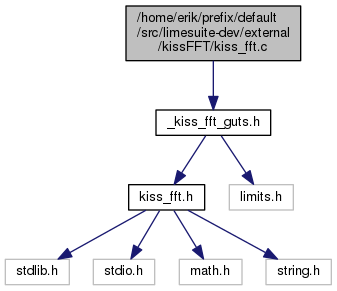 /home/erik/prefix/default
/src/limesuite-dev/external
/kissFFT/kiss_fft.c
_kiss_fft_guts.h
kiss_fft.h
limits.h
stdlib.h
stdio.h
math.h
string.h